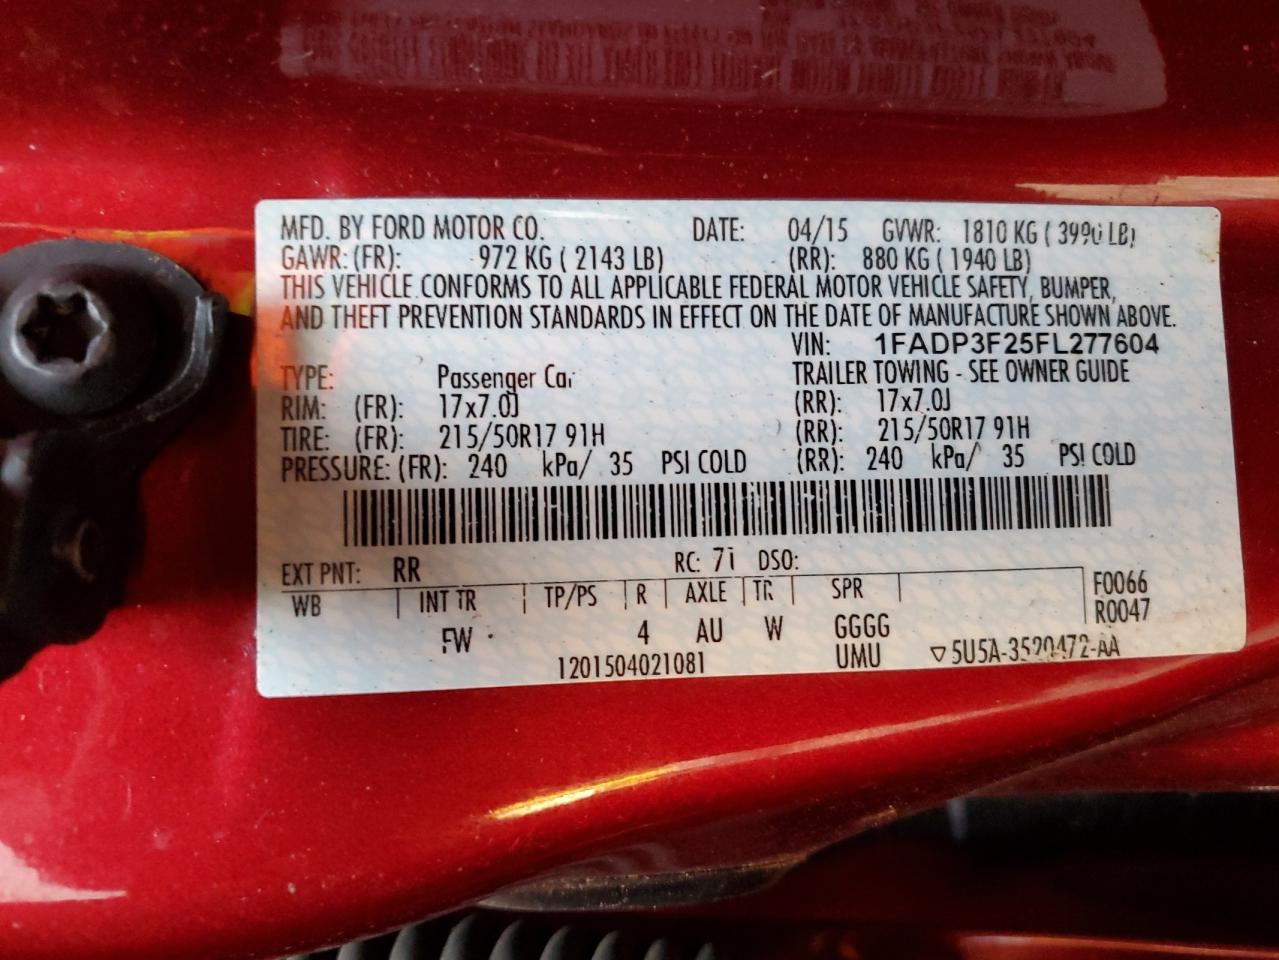 MFD. BY FORD MOTOR CO. DATE: 04/15 GVWR: 1810 KG ( 3990 LB)
GAWR: (FR): 972 KG ( 2143 LB) (RR): 880 KG ( 1940 LB)
THIS VEHICLE CONFORMS TO ALL APPLICABLE FEDERAL MOTOR VEHICLE SAFETY, BUMPER,
AND THEFT PREVENTION STANDARDS IN EFFECT ON THE DATE OF MANUFACTURE SHOWN ABOVE.
VIN: 1FADP3F25FL277604
TYPE: Passenger Car TRAILER TOWING - SEE OWNER GUIDE
RIM: (FR): 17x7.0J (RR): 17x7.0J
TIRE: (FR): 215/50R17 91H (RR): 215/50R17 91H
PRESSURE: (FR): 240 kPa/ 35 PSI COLD (RR): 240 kPa/ 35 PSI COLD
EXT PNT: RR RC: 71 DSO:
WB INT TR TP/PS R AXLE TR SPR F0066
R0047
FW 4 AU W GGGG
1201504021081 UMU ▽5U5A-3520472-AA